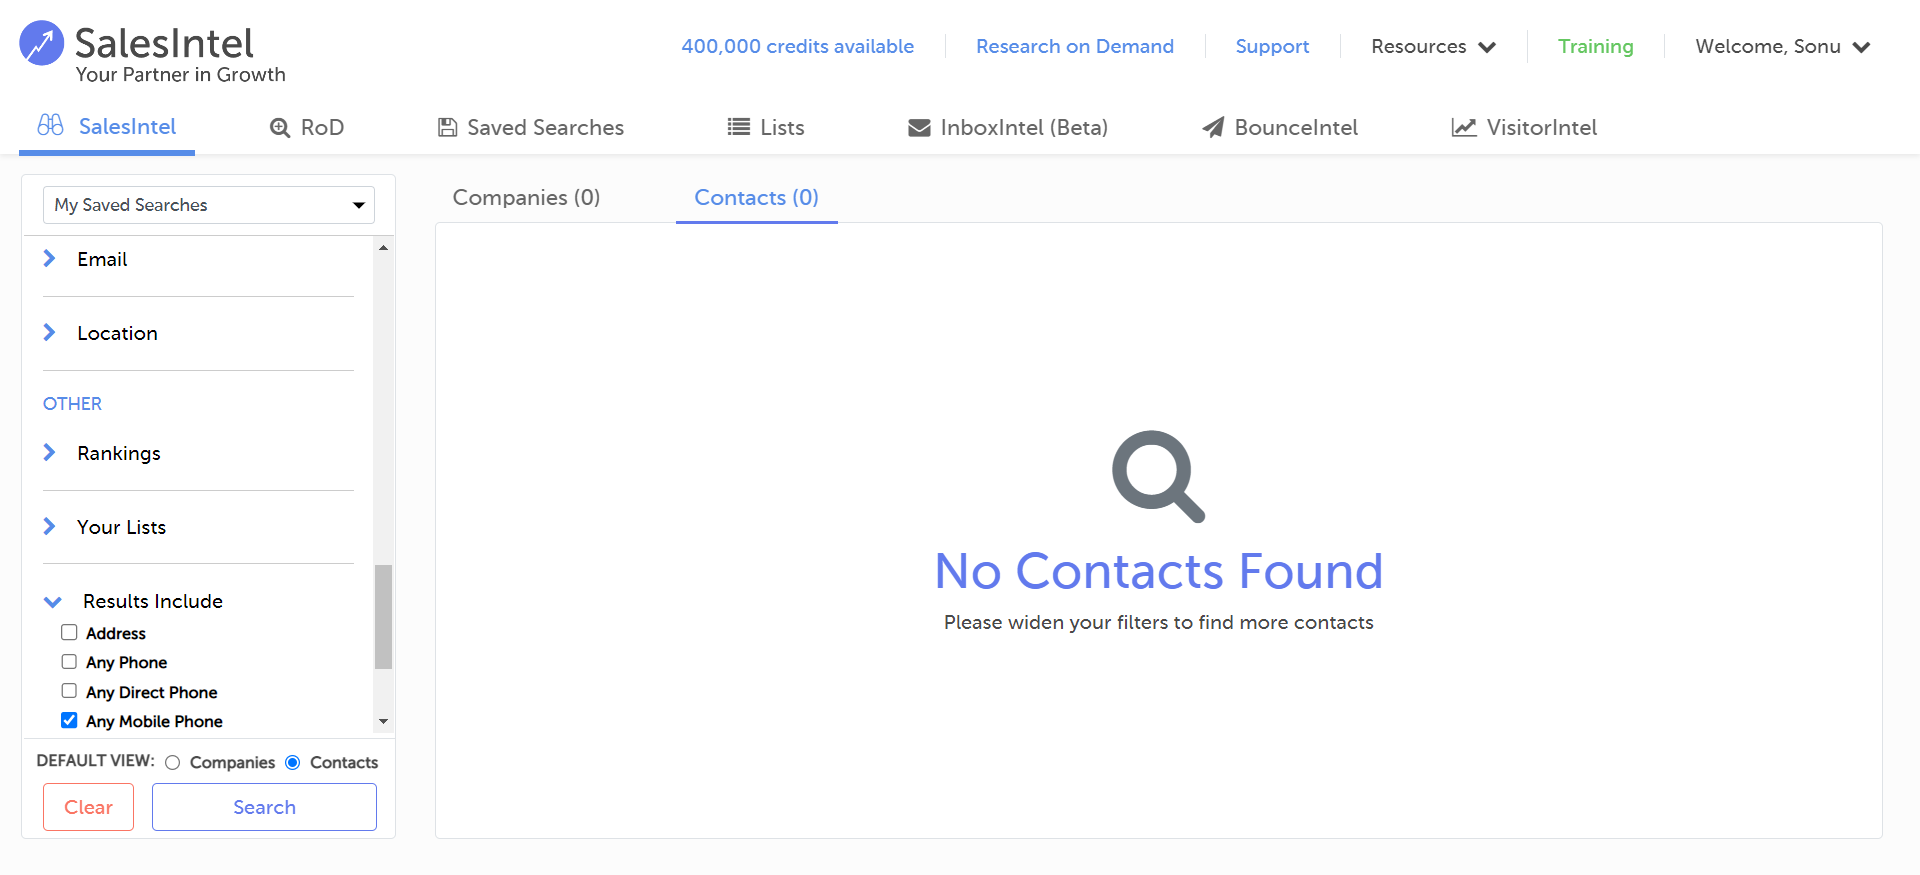 SalesIntel
Your Partner in Growth
400,000 credits available
Research on Demand
Support
Resources
Training
Welcome, Sonu
SalesIntel
RoD
Saved Searches
Lists
InboxIntel (Beta)
BounceIntel
VisitorIntel
My Saved Searches
Email
Location
OTHER
Rankings
Your Lists
Results Include
Address
Any Phone
Any Direct Phone
Any Mobile Phone
DEFAULT VIEW: Companies Contacts
Clear
Search
Companies (0)
Contacts (0)
No Contacts Found
Please widen your filters to find more contacts